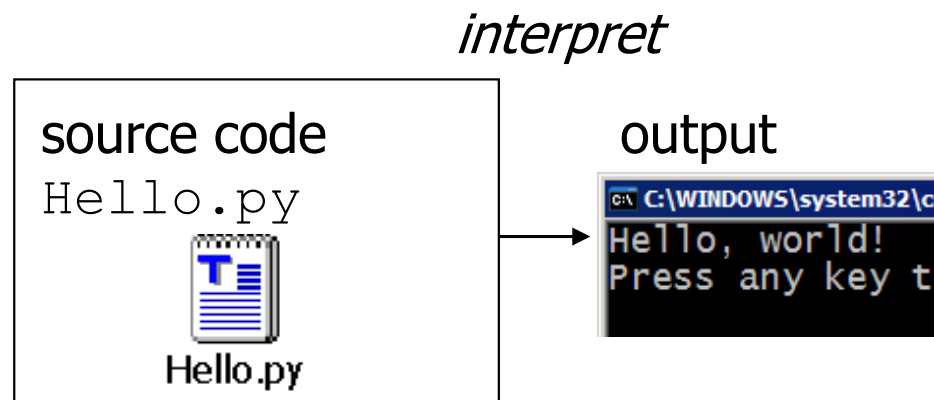 interpret
source code
Hello.py
Hello.py
output
C:\WINDOWS\system32\c
Hello, world!
Press any key t